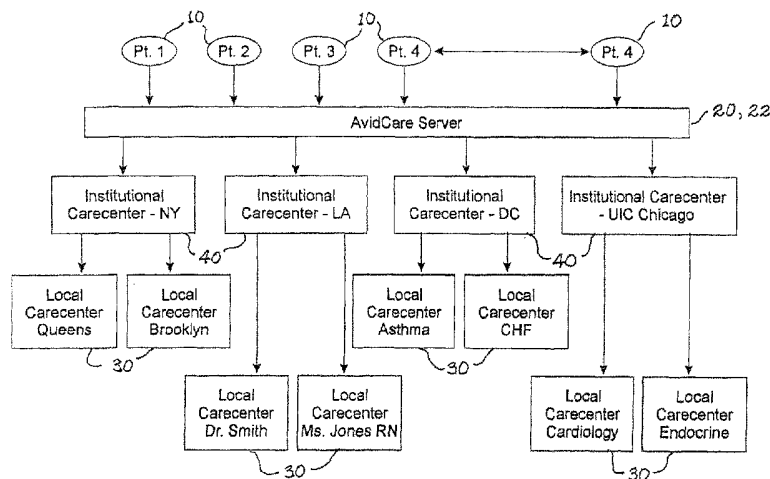 10
10
10
Pt. 1
Pt. 2
Pt. 3
Pt. 4
Pt. 4
AvidCare Server
20, 22
Institutional
Carecenter - NY
Institutional
Carecenter - LA
Institutional
Carecenter - DC
Institutional Carecenter
- UIC Chicago
40
40
Local
Carecenter
Queens
Local
Carecenter
Brooklyn
Local
Carecenter
Asthma
Local
Carecenter
CHF
30
30
Local
Carecenter
Dr. Smith
Local
Carecenter
Ms. Jones RN
Local
Carecenter
Cardiology
Local
Carecenter
Endocrine
30
30